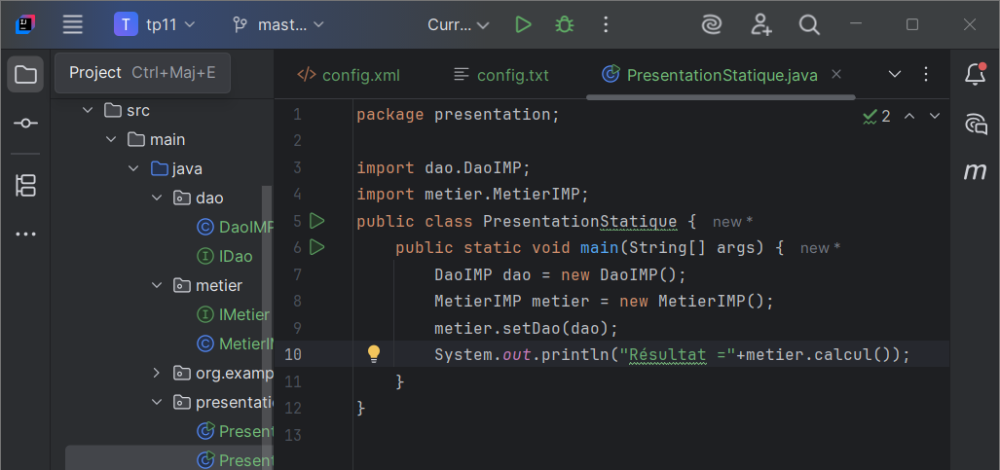 T tp11 mast... Curr...
Project Ctrl+Maj+E
config.xml config.txt PresentationStatique.java
src
main
java
dao
DaoIMP
IDao
metier
IMetier
MetierIM
org.examp
presentati
Present
Present
1 package presentation;
2
3 import dao.DaoIMP;
4 import metier.MetierIMP;
5 public class PresentationStatique { new *
6 public static void main(String[] args) { new *
7 DaoIMP dao = new DaoIMP();
8 MetierIMP metier = new MetierIMP();
9 metier.setDao(dao);
10 System.out.println("Résultat ="+metier.calcul());
11 }
12 }
13
2
m